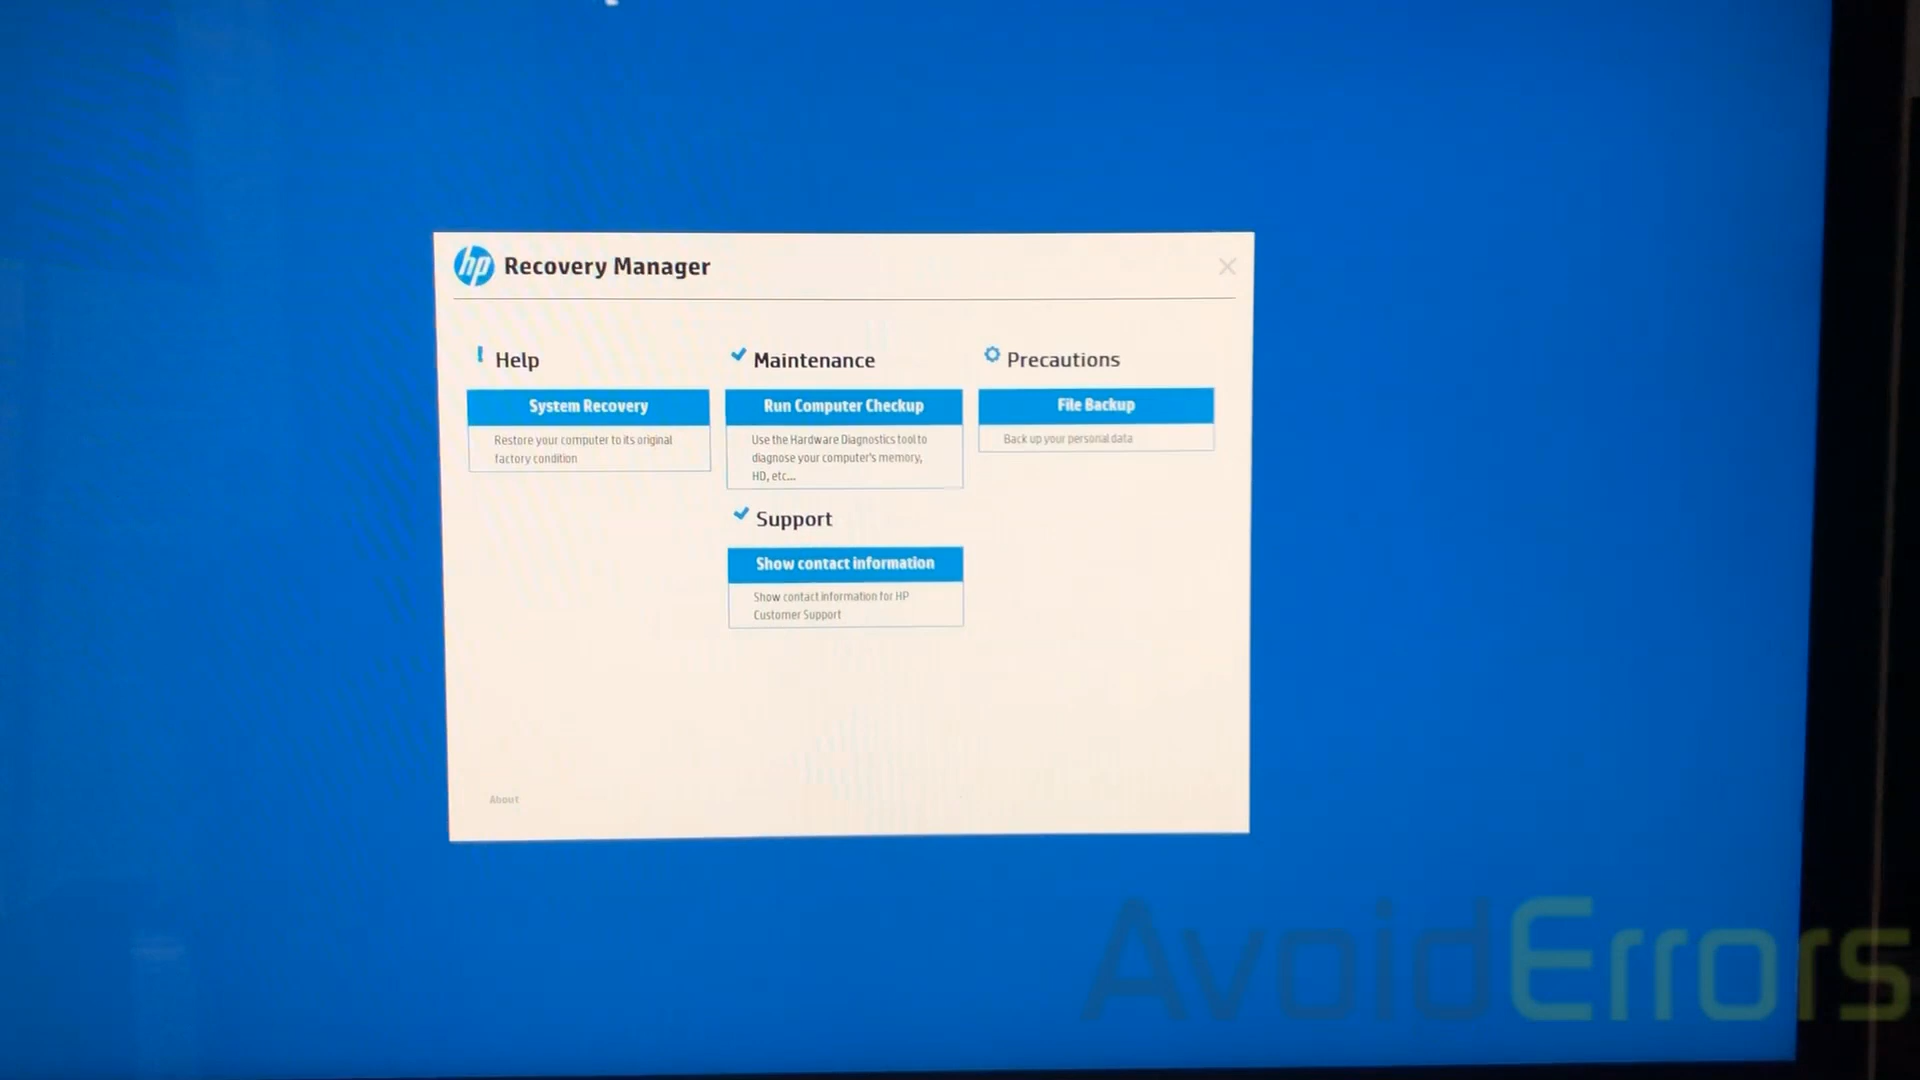 hp Recovery Manager
Help
System Recovery
Restore your computer to its original
factory condition
Maintenance
Run Computer Checkup
Use the Hardware Diagnostics tool to
diagnose your computer's memory,
HD, etc...
Support
Show contact information
Show contact information for HP
Customer Support
Precautions
File Backup
Back up your personal data
About
AvoidErrors